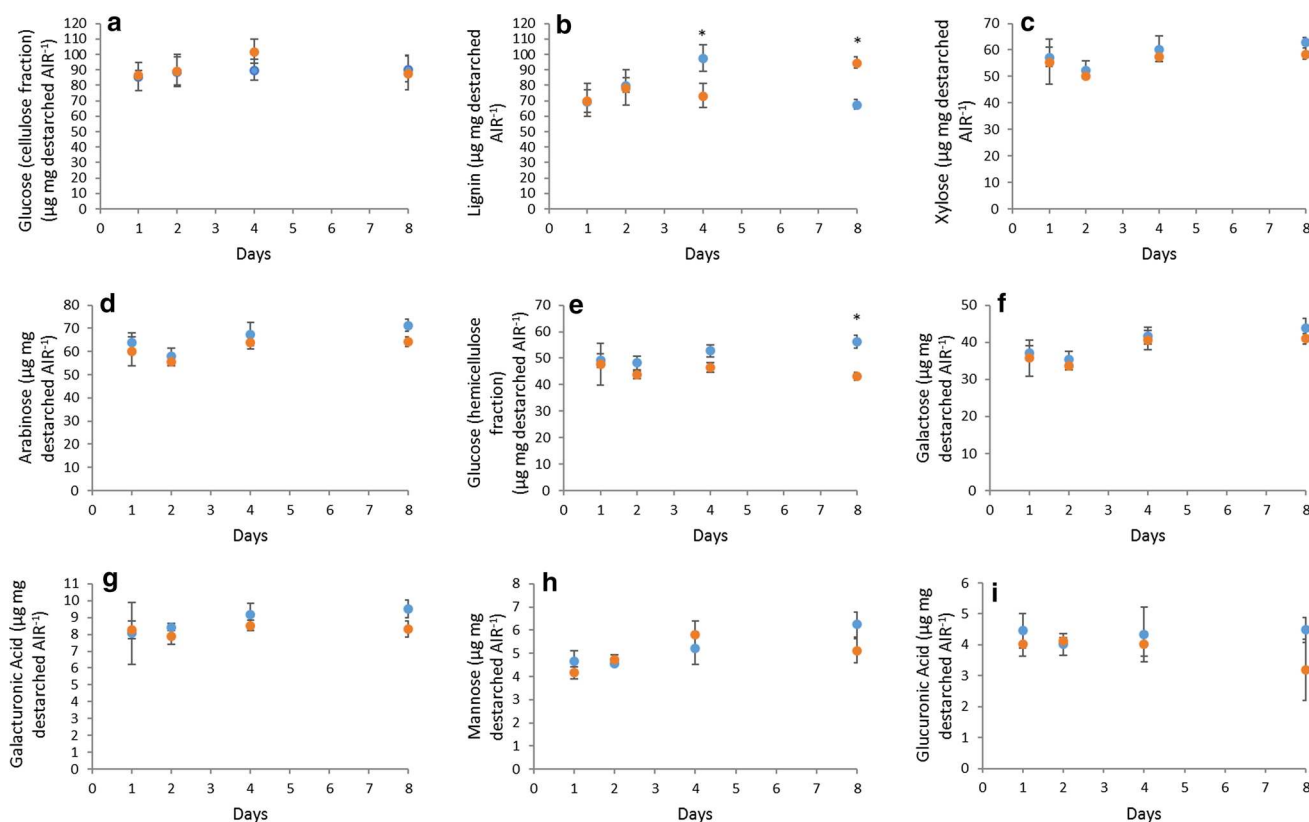 a
120
110
100
90
80
70
60
50
40
30
20
10
0
Glucose (cellulose fraction)
(µg mg destarched AIR⁻¹)
0 1 2 3 4 5 6 7 8
Days
b
*
*
120
110
100
90
80
70
60
50
40
30
20
10
0
Lignin (µg mg destarched
AIR⁻¹)
0 1 2 3 4 5 6 7 8
Days
c
70
60
50
40
30
20
10
0
Xylose (µg mg destarched
AIR⁻¹)
0 1 2 3 4 5 6 7 8
Days
d
80
70
60
50
40
30
20
10
0
Arabinose (µg mg
destarched AIR⁻¹)
0 1 2 3 4 5 6 7 8
Days
e
*
70
60
50
40
30
20
10
0
Glucose (hemicellulose
fraction)
(µg mg destarched AIR⁻¹)
0 1 2 3 4 5 6 7 8
Days
f
50
40
30
20
10
0
Galactose (µg mg
destarched AIR⁻¹)
0 1 2 3 4 5 6 7 8
Days
g
11
10
9
8
7
6
5
4
3
2
1
0
Galacturonic Acid (µg mg
destarched AIR⁻¹)
0 1 2 3 4 5 6 7 8
Days
h
8
7
6
5
4
3
2
1
0
Mannose (µg mg
destarched AIR⁻¹)
0 1 2 3 4 5 6 7 8
Days
i
6
5
4
3
2
1
0
Glucuronic Acid (µg mg
destarched AIR⁻¹)
0 1 2 3 4 5 6 7 8
Days